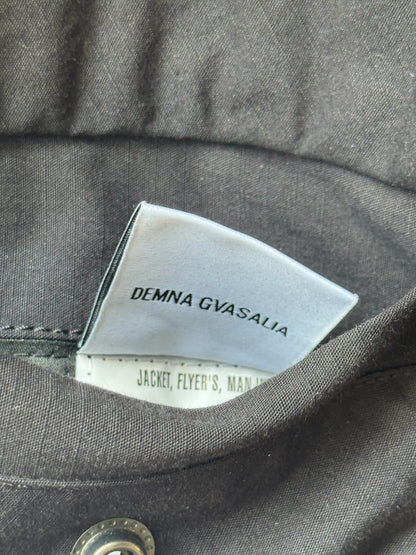 DEMNA GVASALIA
JACKET, FLYER'S, MAN